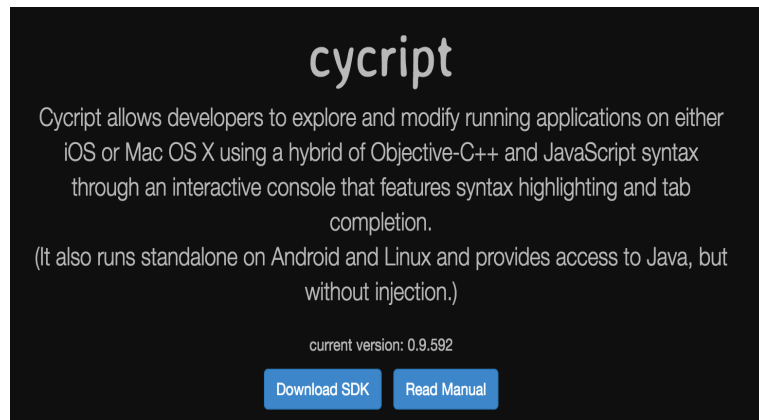 cycript
Cycript allows developers to explore and modify running applications on either
iOS or Mac OS X using a hybrid of Objective-C++ and JavaScript syntax
through an interactive console that features syntax highlighting and tab
completion.
(It also runs standalone on Android and Linux and provides access to Java, but
without injection.)
current version: 0.9.592
Download SDK Read Manual